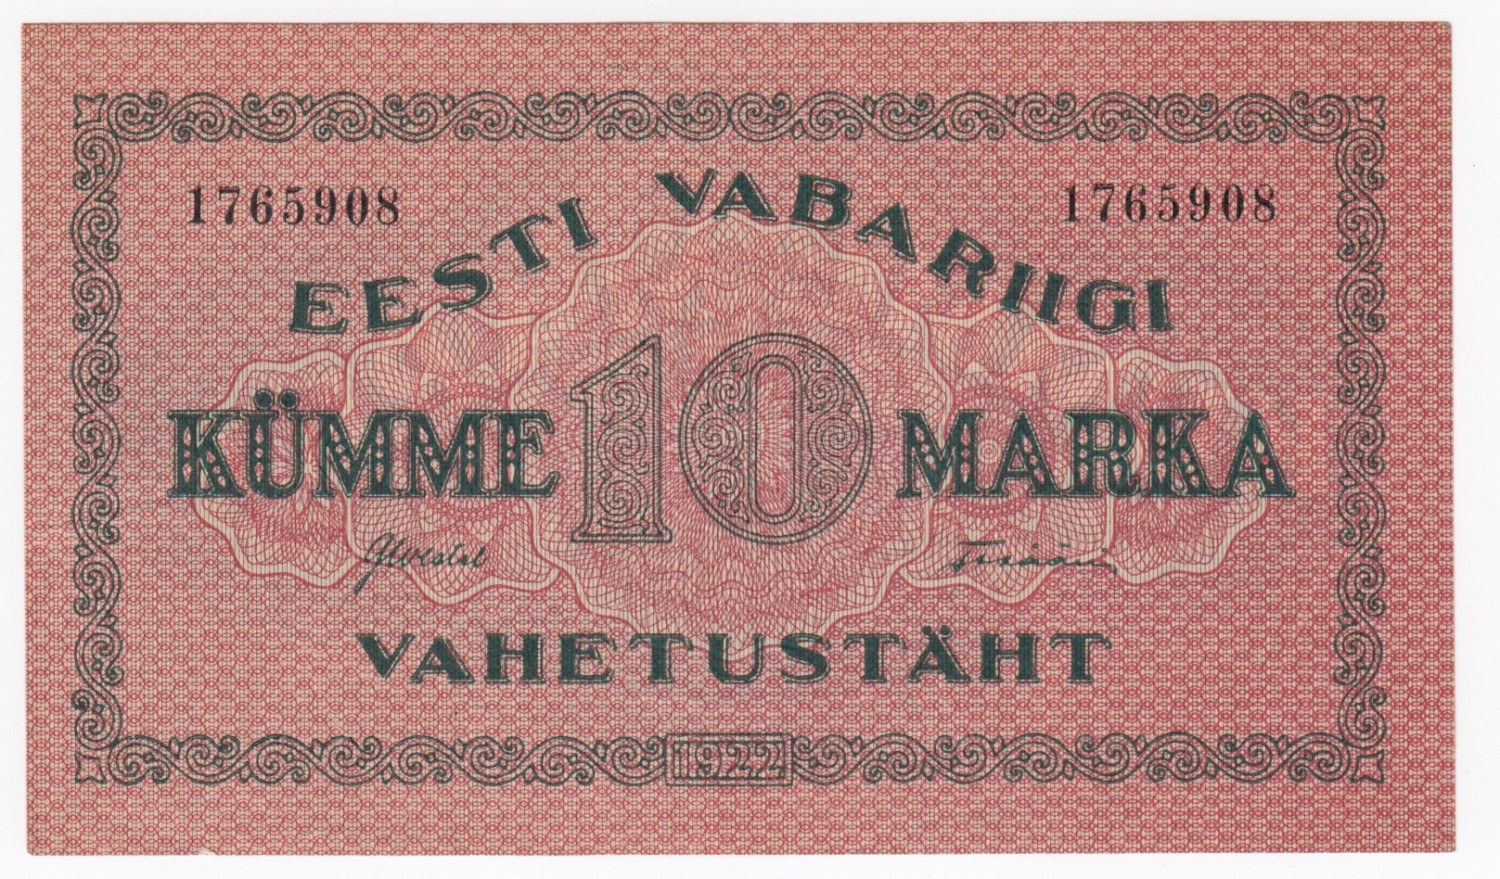 1765908 1765908
EESTI VABARIIGI
KÜMME 10 MARKA
VAHETUSTÄHT
1922